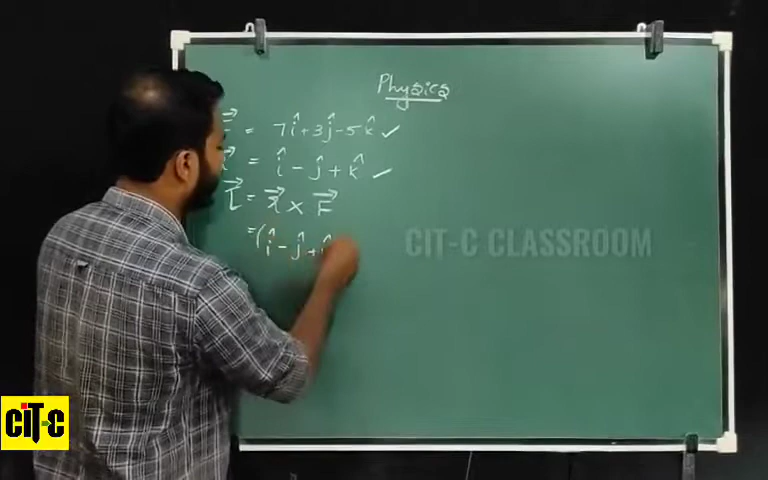 Physics
= 7î+3ĵ-5k̂ ✓
= î - ĵ + k̂ ✓
= r⃗ × F⃗
=(î - ĵ +
CIT-C CLASSROOM
CIT-C